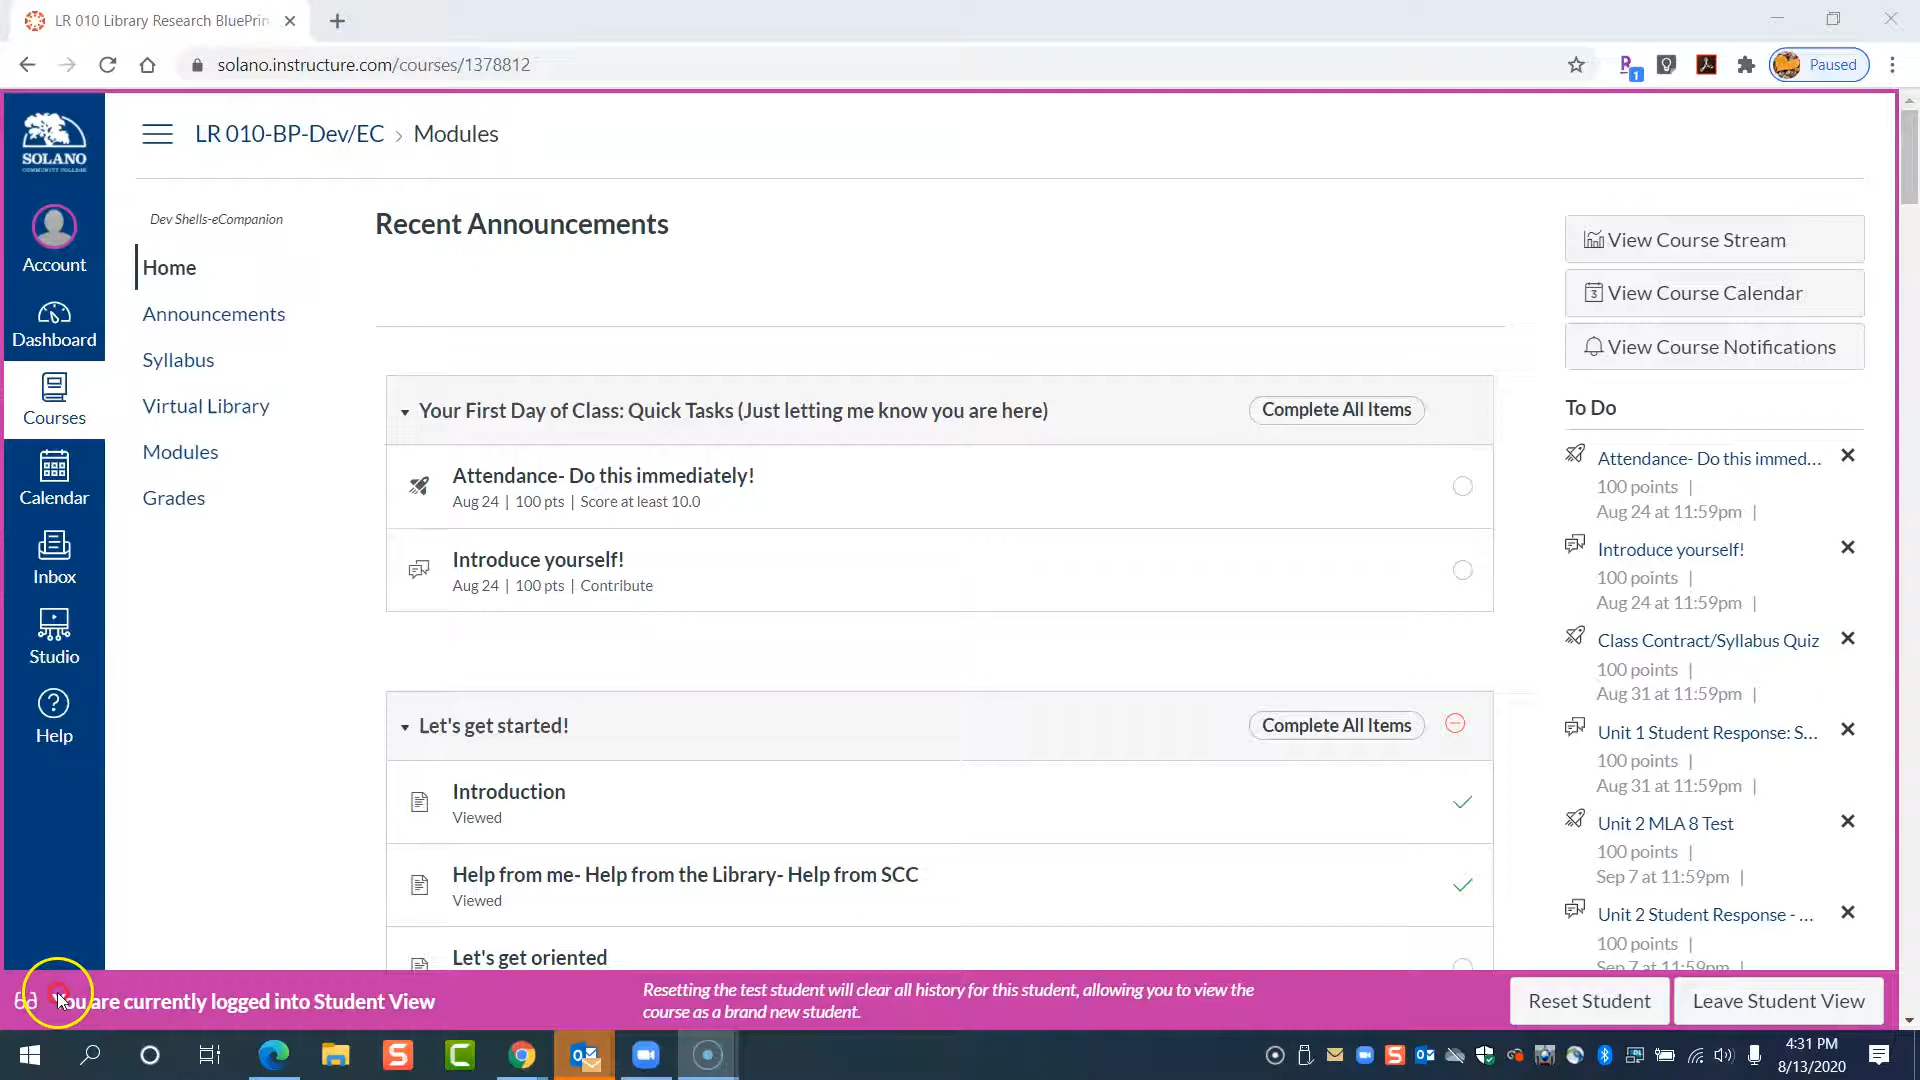 LR 010 Library Research BluePrin
solano.instructure.com/courses/1378812
1
Paused
SOLANO
COMMUNITY COLLEGE
Account
Dashboard
Courses
Calendar
Inbox
Studio
Help
LR 010-BP-Dev/EC › Modules
Dev Shells-eCompanion
Home
Announcements
Syllabus
Virtual Library
Modules
Grades
Recent Announcements
Your First Day of Class: Quick Tasks (Just letting me know you are here)
Complete All Items
Attendance- Do this immediately!
Aug 24 | 100 pts | Score at least 10.0
Introduce yourself!
Aug 24 | 100 pts | Contribute
Let's get started!
Complete All Items
Introduction
Viewed
Help from me- Help from the Library- Help from SCC
Viewed
Let's get oriented
View Course Stream
3
View Course Calendar
View Course Notifications
To Do
Attendance- Do this immed...
100 points |
Aug 24 at 11:59pm |
Introduce yourself!
100 points |
Aug 24 at 11:59pm |
Class Contract/Syllabus Quiz
100 points |
Aug 31 at 11:59pm |
Unit 1 Student Response: S...
100 points |
Aug 31 at 11:59pm |
Unit 2 MLA 8 Test
100 points |
Sep 7 at 11:59pm |
Unit 2 Student Response - ...
100 points |
Sep 7 at 11:59pm |
You are currently logged into Student View
Resetting the test student will clear all history for this student, allowing you to view the
course as a brand new student.
Reset Student
Leave Student View
4:31 PM
8/13/2020